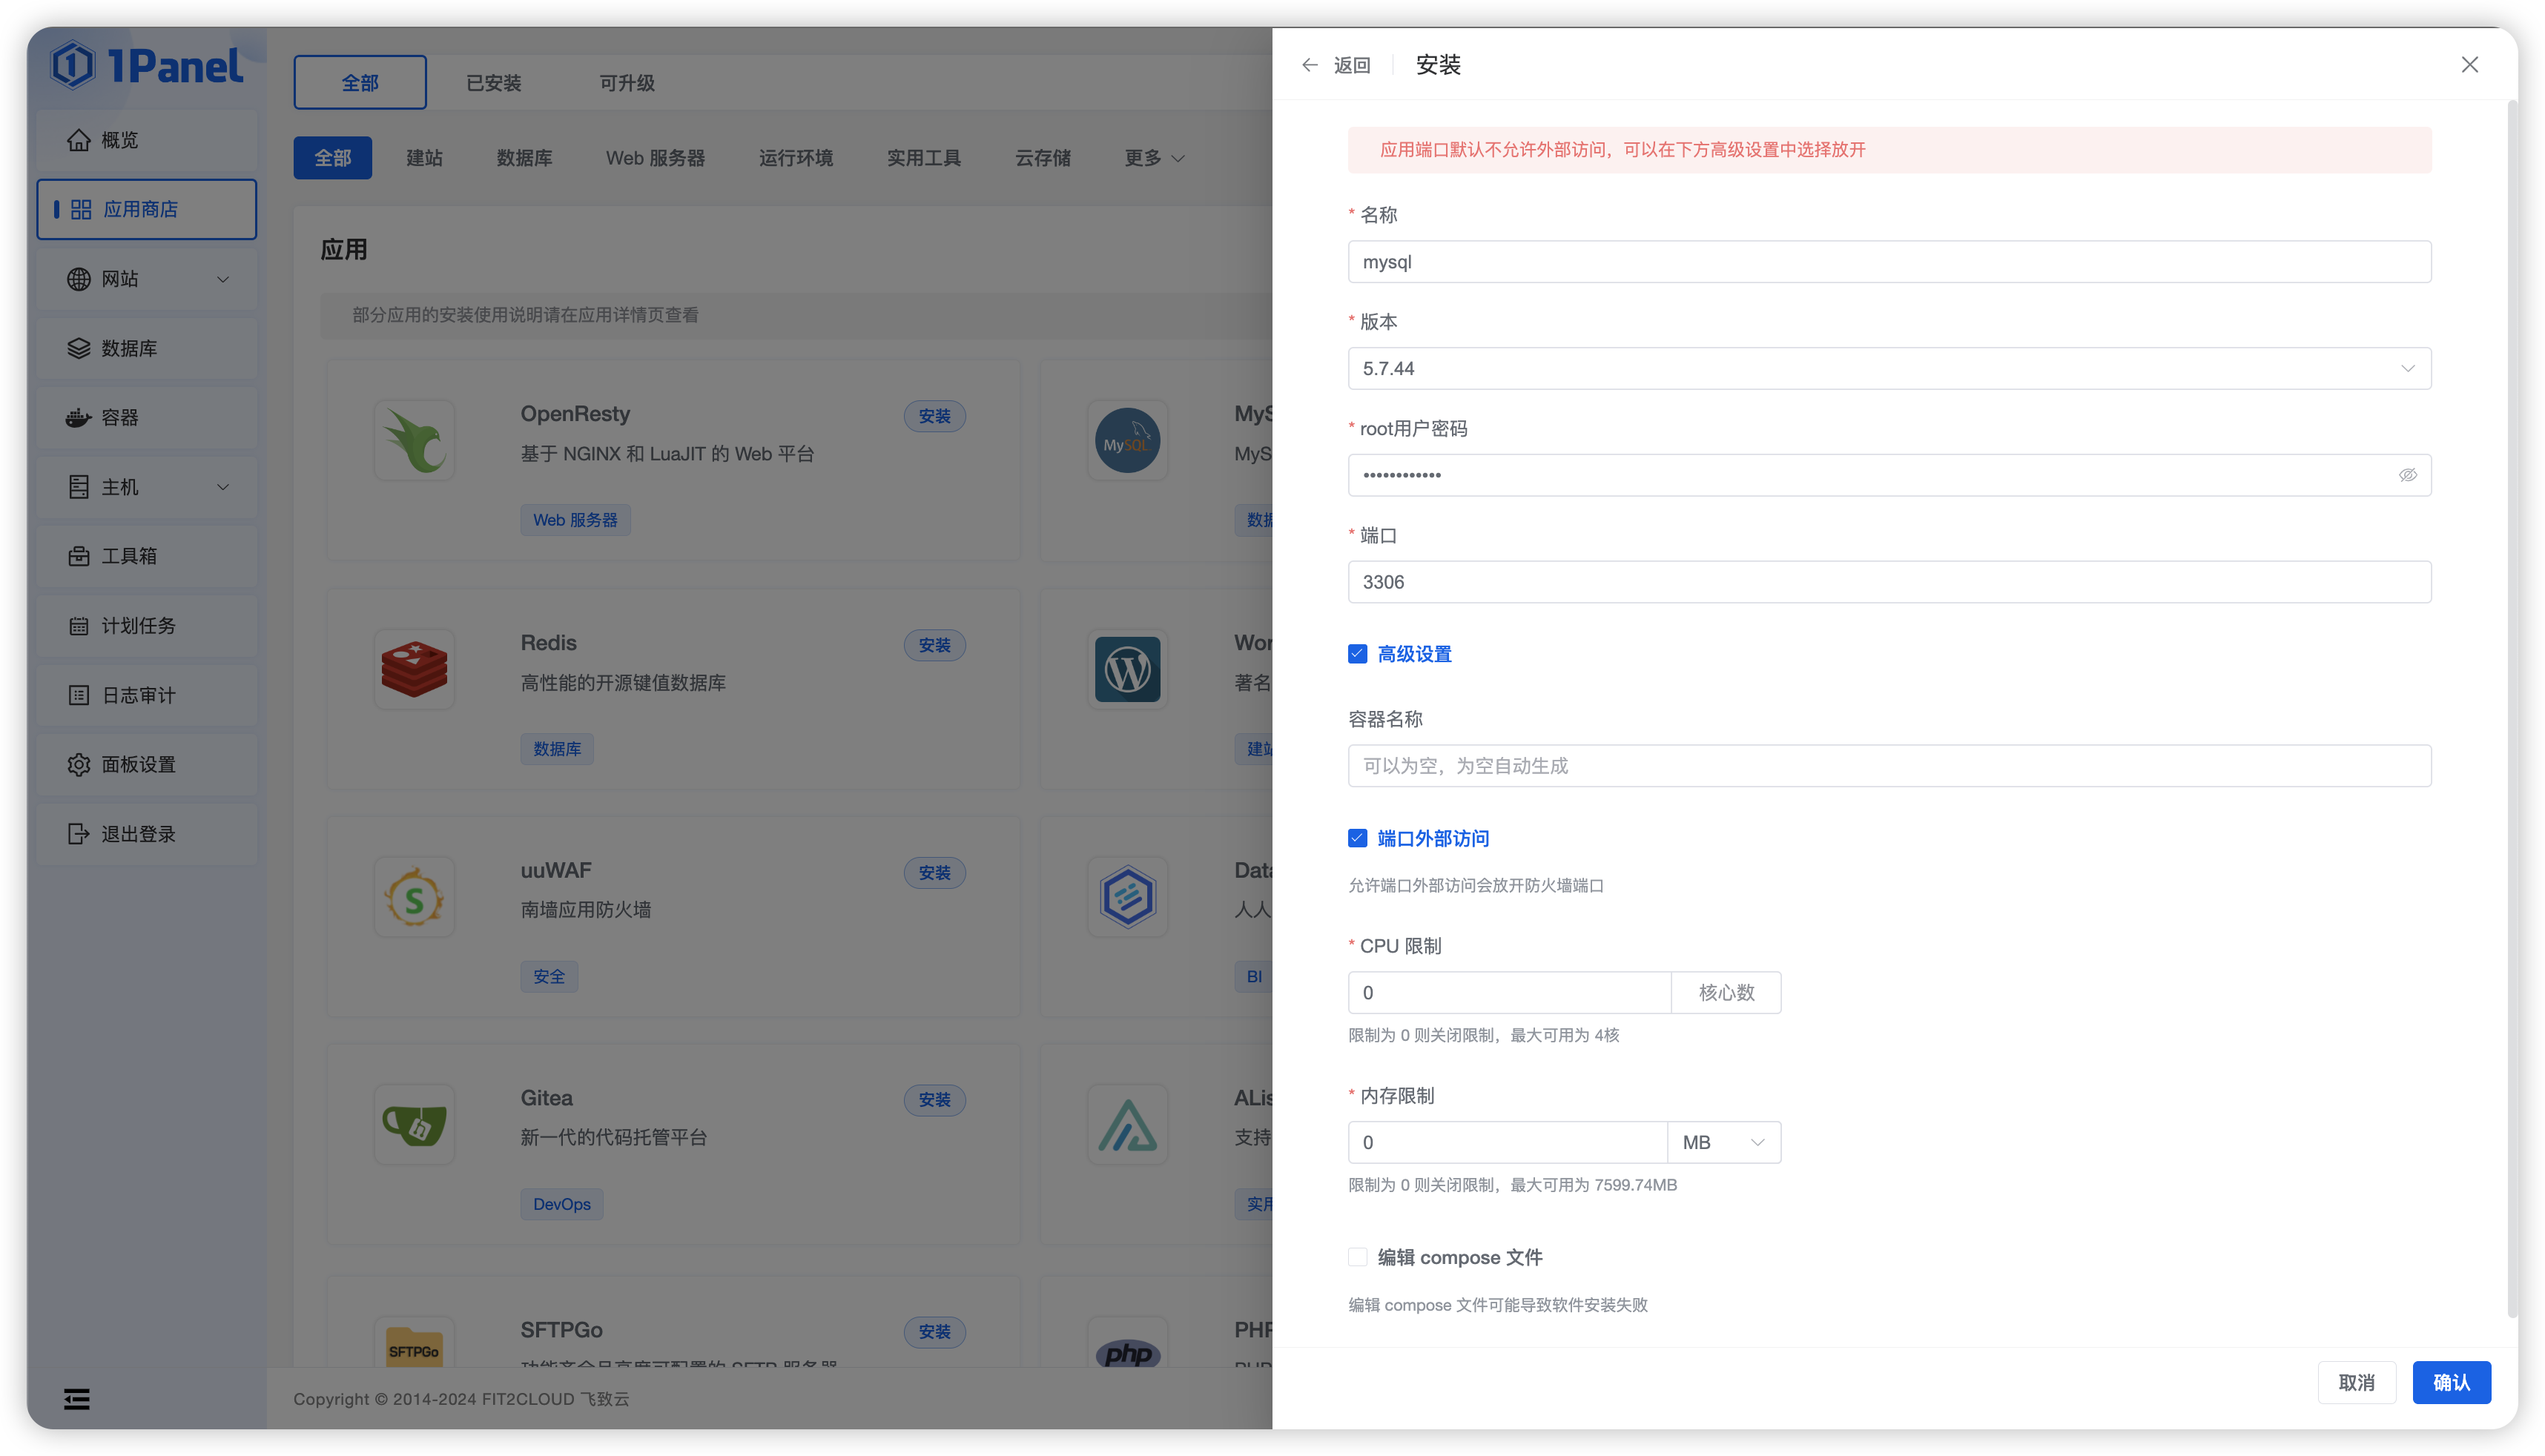 1Panel
概览
应用商店
网站
数据库
容器
主机
工具箱
计划任务
日志审计
面板设置
退出登录
全部
已安装
可升级
全部
建站
数据库
Web 服务器
运行环境
实用工具
云存储
更多
应用
部分应用的安装使用说明请在应用详情页查看
OpenResty
安装
基于 NGINX 和 LuaJIT 的 Web 平台
Web 服务器
MySQL
Redis
安装
高性能的开源键值数据库
数据库
uuWAF
安装
南墙应用防火墙
安全
人人
BI
Gitea
安装
新一代的代码托管平台
DevOps
支持
SFTPGo
SFTPGo
安装
php
PHP
著名
建站
Copyright © 2014-2024 FIT2CLOUD 飞致云
返回
安装
应用端口默认不允许外部访问，可以在下方高级设置中选择放开
* 名称
mysql
* 版本
5.7.44
* root用户密码
••••••••••••
* 端口
3306
高级设置
容器名称
可以为空，为空自动生成
端口外部访问
允许端口外部访问会放开防火墙端口
* CPU 限制
0
核心数
限制为 0 则关闭限制，最大可用为 4核
* 内存限制
0
MB
限制为 0 则关闭限制，最大可用为 7599.74MB
编辑 compose 文件
编辑 compose 文件可能导致软件安装失败
取消
确认